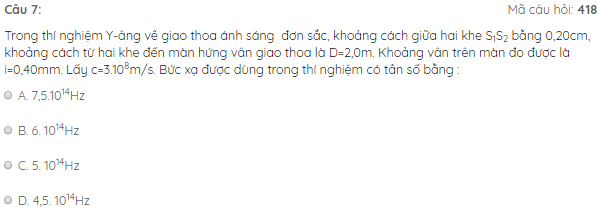 Câu 7:
Mã câu hỏi: 418
Trong thí nghiệm Y-âng về giao thoa ánh sáng đơn sắc, khoảng cách giữa hai khe S₁S₂ bằng 0,20cm,
khoảng cách từ hai khe đến màn hứng vân giao thoa là D=2,0m. Khoảng vân trên màn đo được là
i=0,40mm. Lấy c=3.10⁸m/s. Bức xạ được dùng trong thí nghiệm có tân số bằng :
A. 7,5.10¹⁴Hz
B. 6. 10¹⁴Hz
C. 5. 10¹⁴Hz
D. 4,5. 10¹⁴Hz